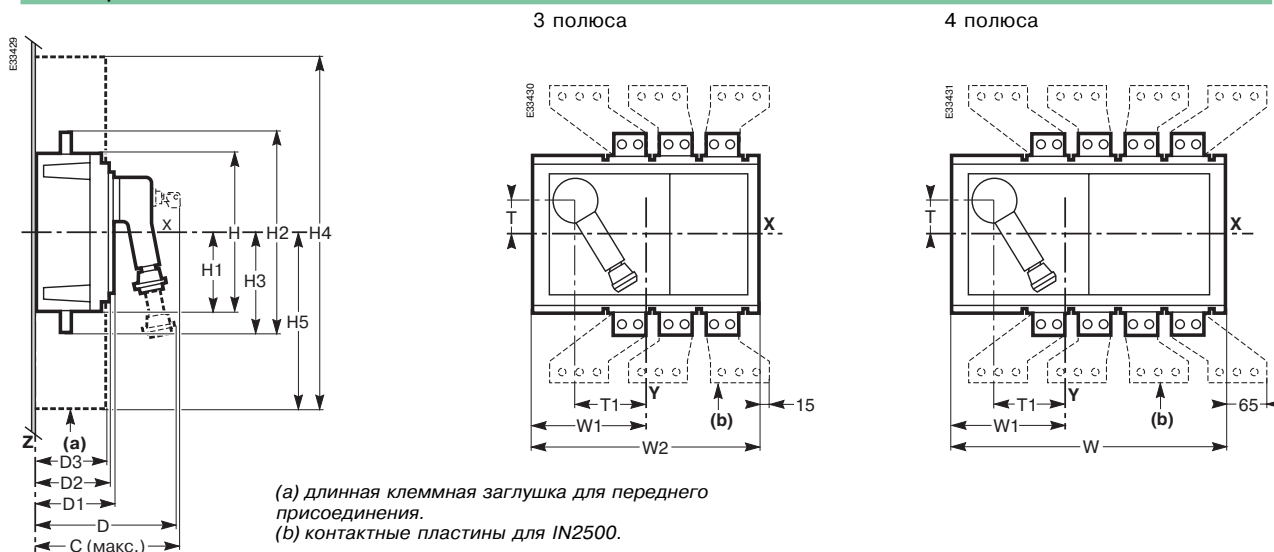 3 полюса
4 полюса
E33429
E33430
E33431
X
H1
H
H3
H2
H5
H4
Z
(a)
D3
D2
D1
D
C (макс.)
T
X
T1
Y
W1
(b)
15
W2
T
X
T1
Y
W1
(b)
65
W
(a) длинная клеммная заглушка для переднего
присоединения.
(b) контактные пластины для IN2500.